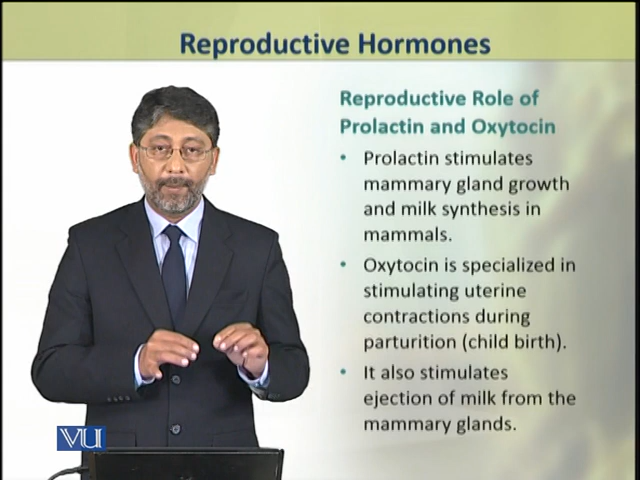 Reproductive Hormones
Reproductive Role of
Prolactin and Oxytocin
• Prolactin stimulates
mammary gland growth
and milk synthesis in
mammals.
• Oxytocin is specialized in
stimulating uterine
contractions during
parturition (child birth).
• It also stimulates
ejection of milk from the
mammary glands.
VU